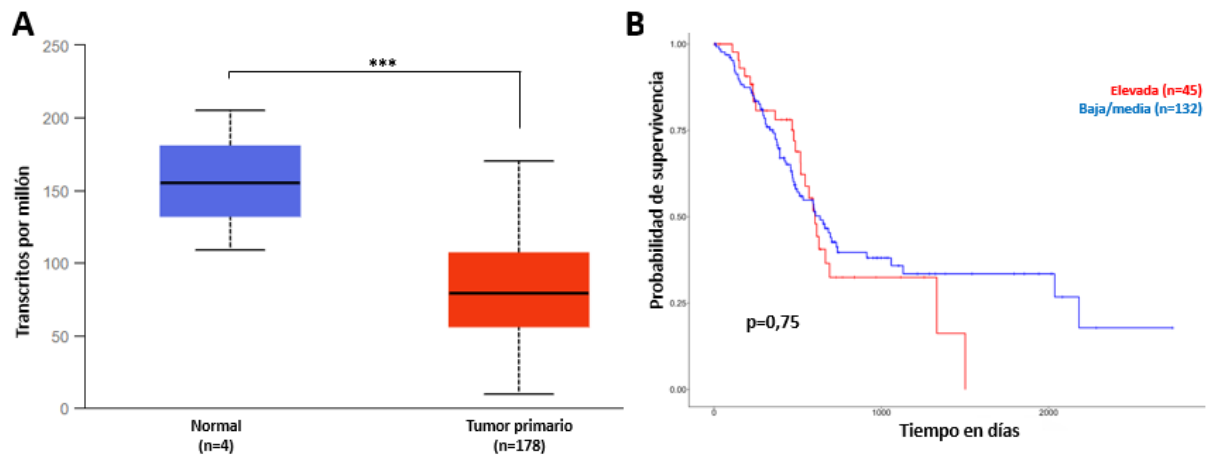 A
Transcritos por millón
250
200
150
100
50
0
***
Normal
(n=4)
Tumor primario
(n=178)
B
Probabilidad de supervivencia
1.00
0.75
0.50
0.25
0.00
Elevada (n=45)
Baja/media (n=132)
p=0,75
0
1000
2000
Tiempo en días